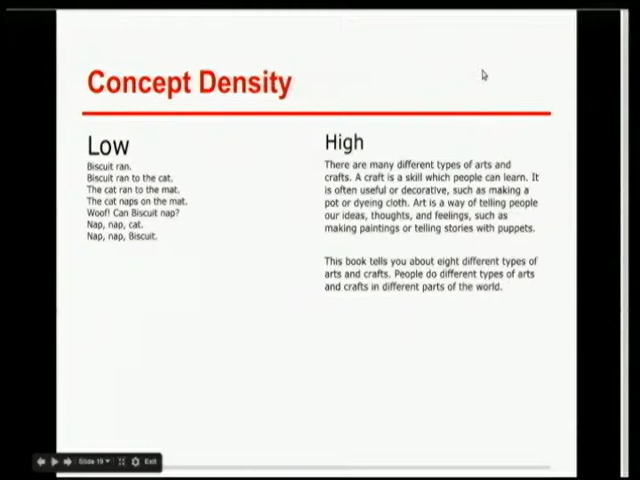 Concept Density
Low
Biscuit ran.
Biscuit ran to the cat.
The cat ran to the mat.
The cat naps on the mat.
Woof! Can Biscuit nap?
Nap, nap, cat.
Nap, nap, Biscuit.
High
There are many different types of arts and
crafts. A craft is a skill which people can learn. It
is often useful or decorative, such as making a
pot or dyeing cloth. Art is a way of telling people
our ideas, thoughts, and feelings, such as
making paintings or telling stories with puppets.
This book tells you about eight different types of
arts and crafts. People do different types of arts
and crafts in different parts of the world.
Slide 19 Exit